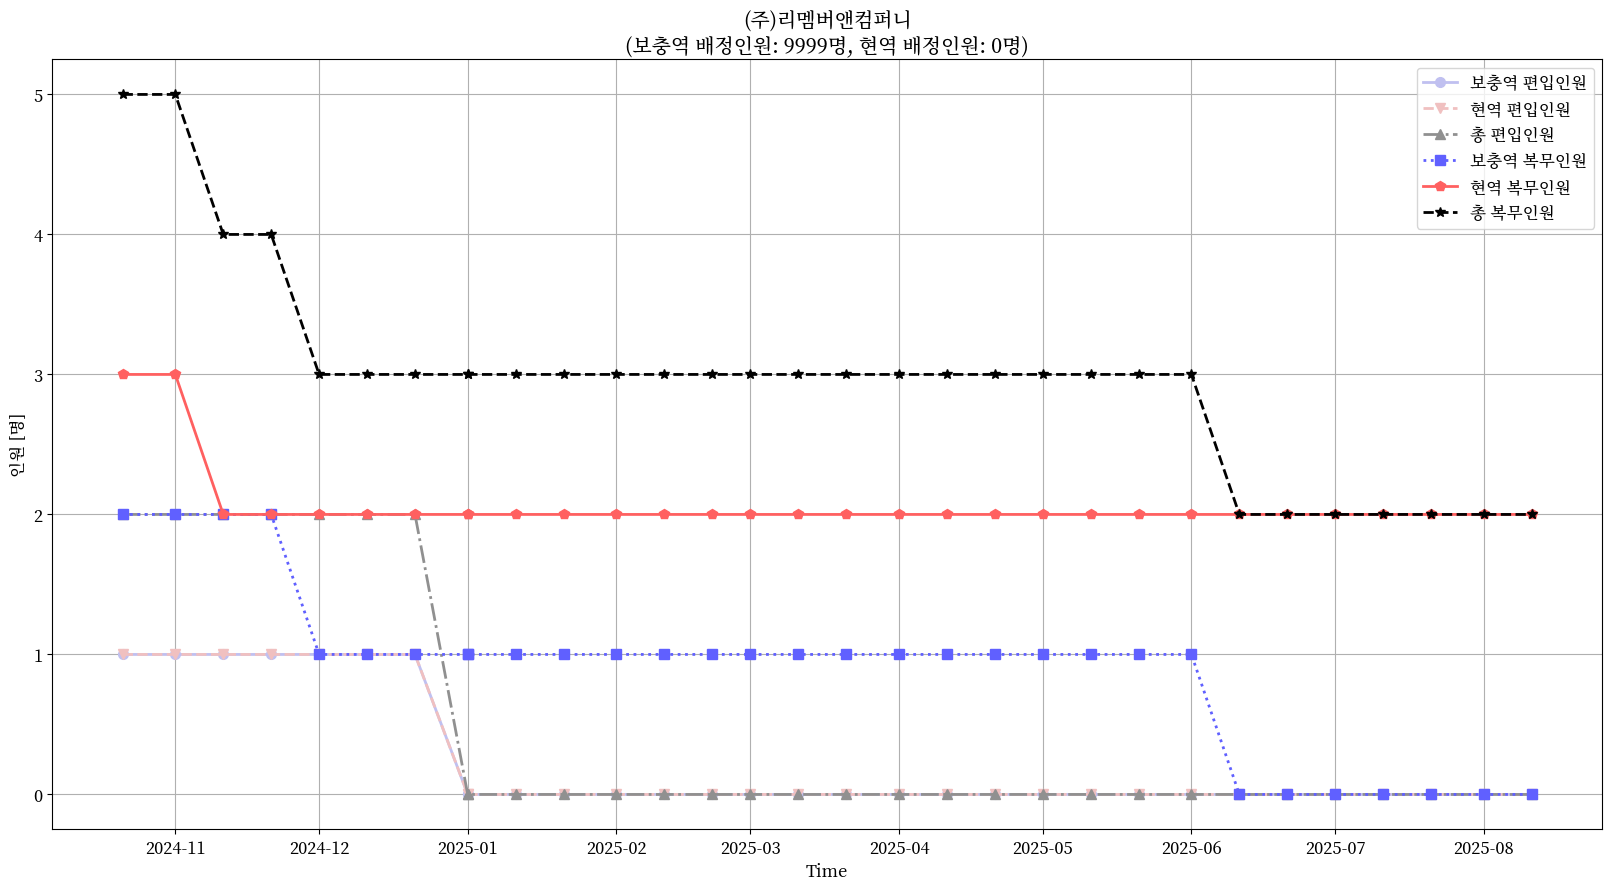 (주)리멤버앤컴퍼니
(보충역 배정인원: 9999명, 현역 배정인원: 0명)
보충역 편입인원
현역 편입인원
총 편입인원
보충역 복무인원
현역 복무인원
총 복무인원
인원 [명]
5
4
3
2
1
0
2024-11 2024-12 2025-01 2025-02 2025-03 2025-04 2025-05 2025-06 2025-07 2025-08
Time